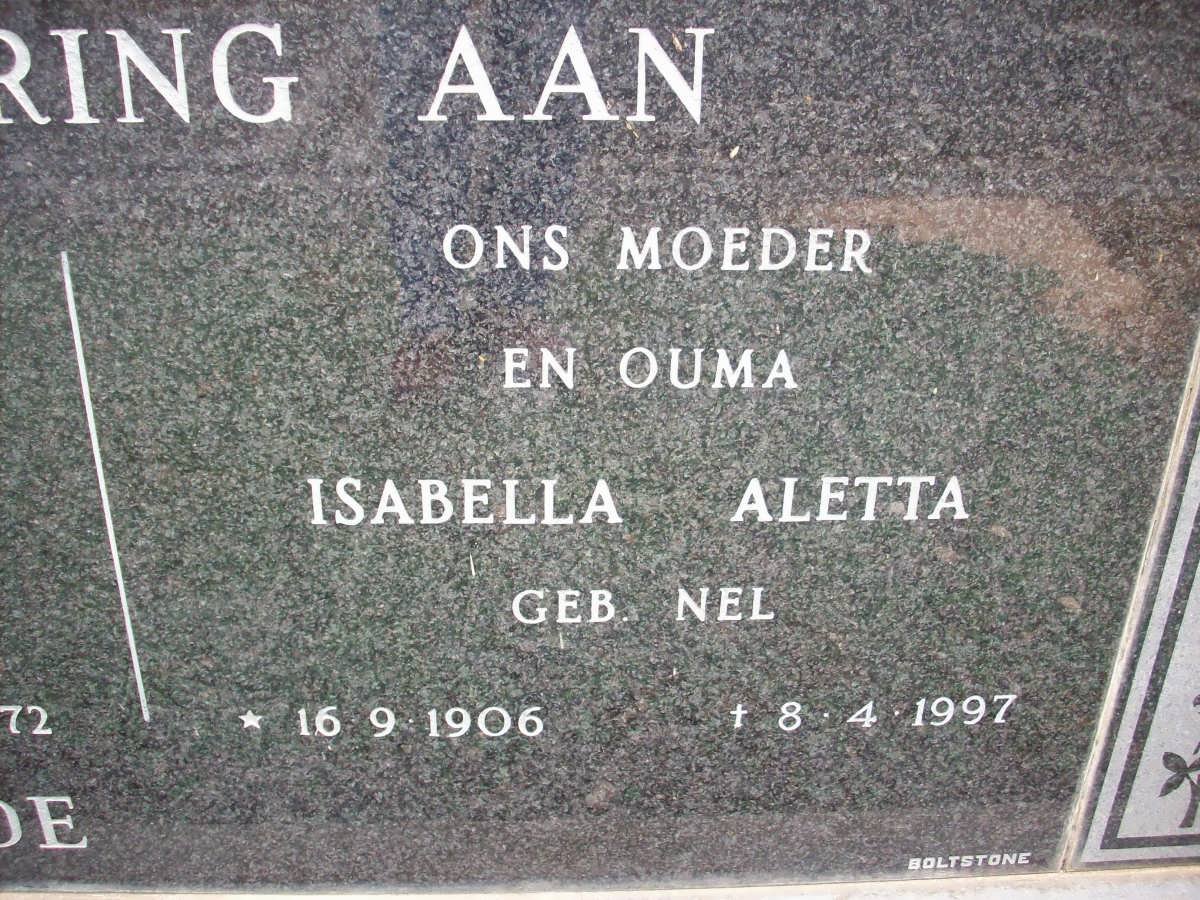 RING AAN
ONS MOEDER
EN OUMA
ISABELLA ALETTA
GEB. NEL
72 ★ 16·9·1906 † 8·4·1997
DE
BOLTSTONE